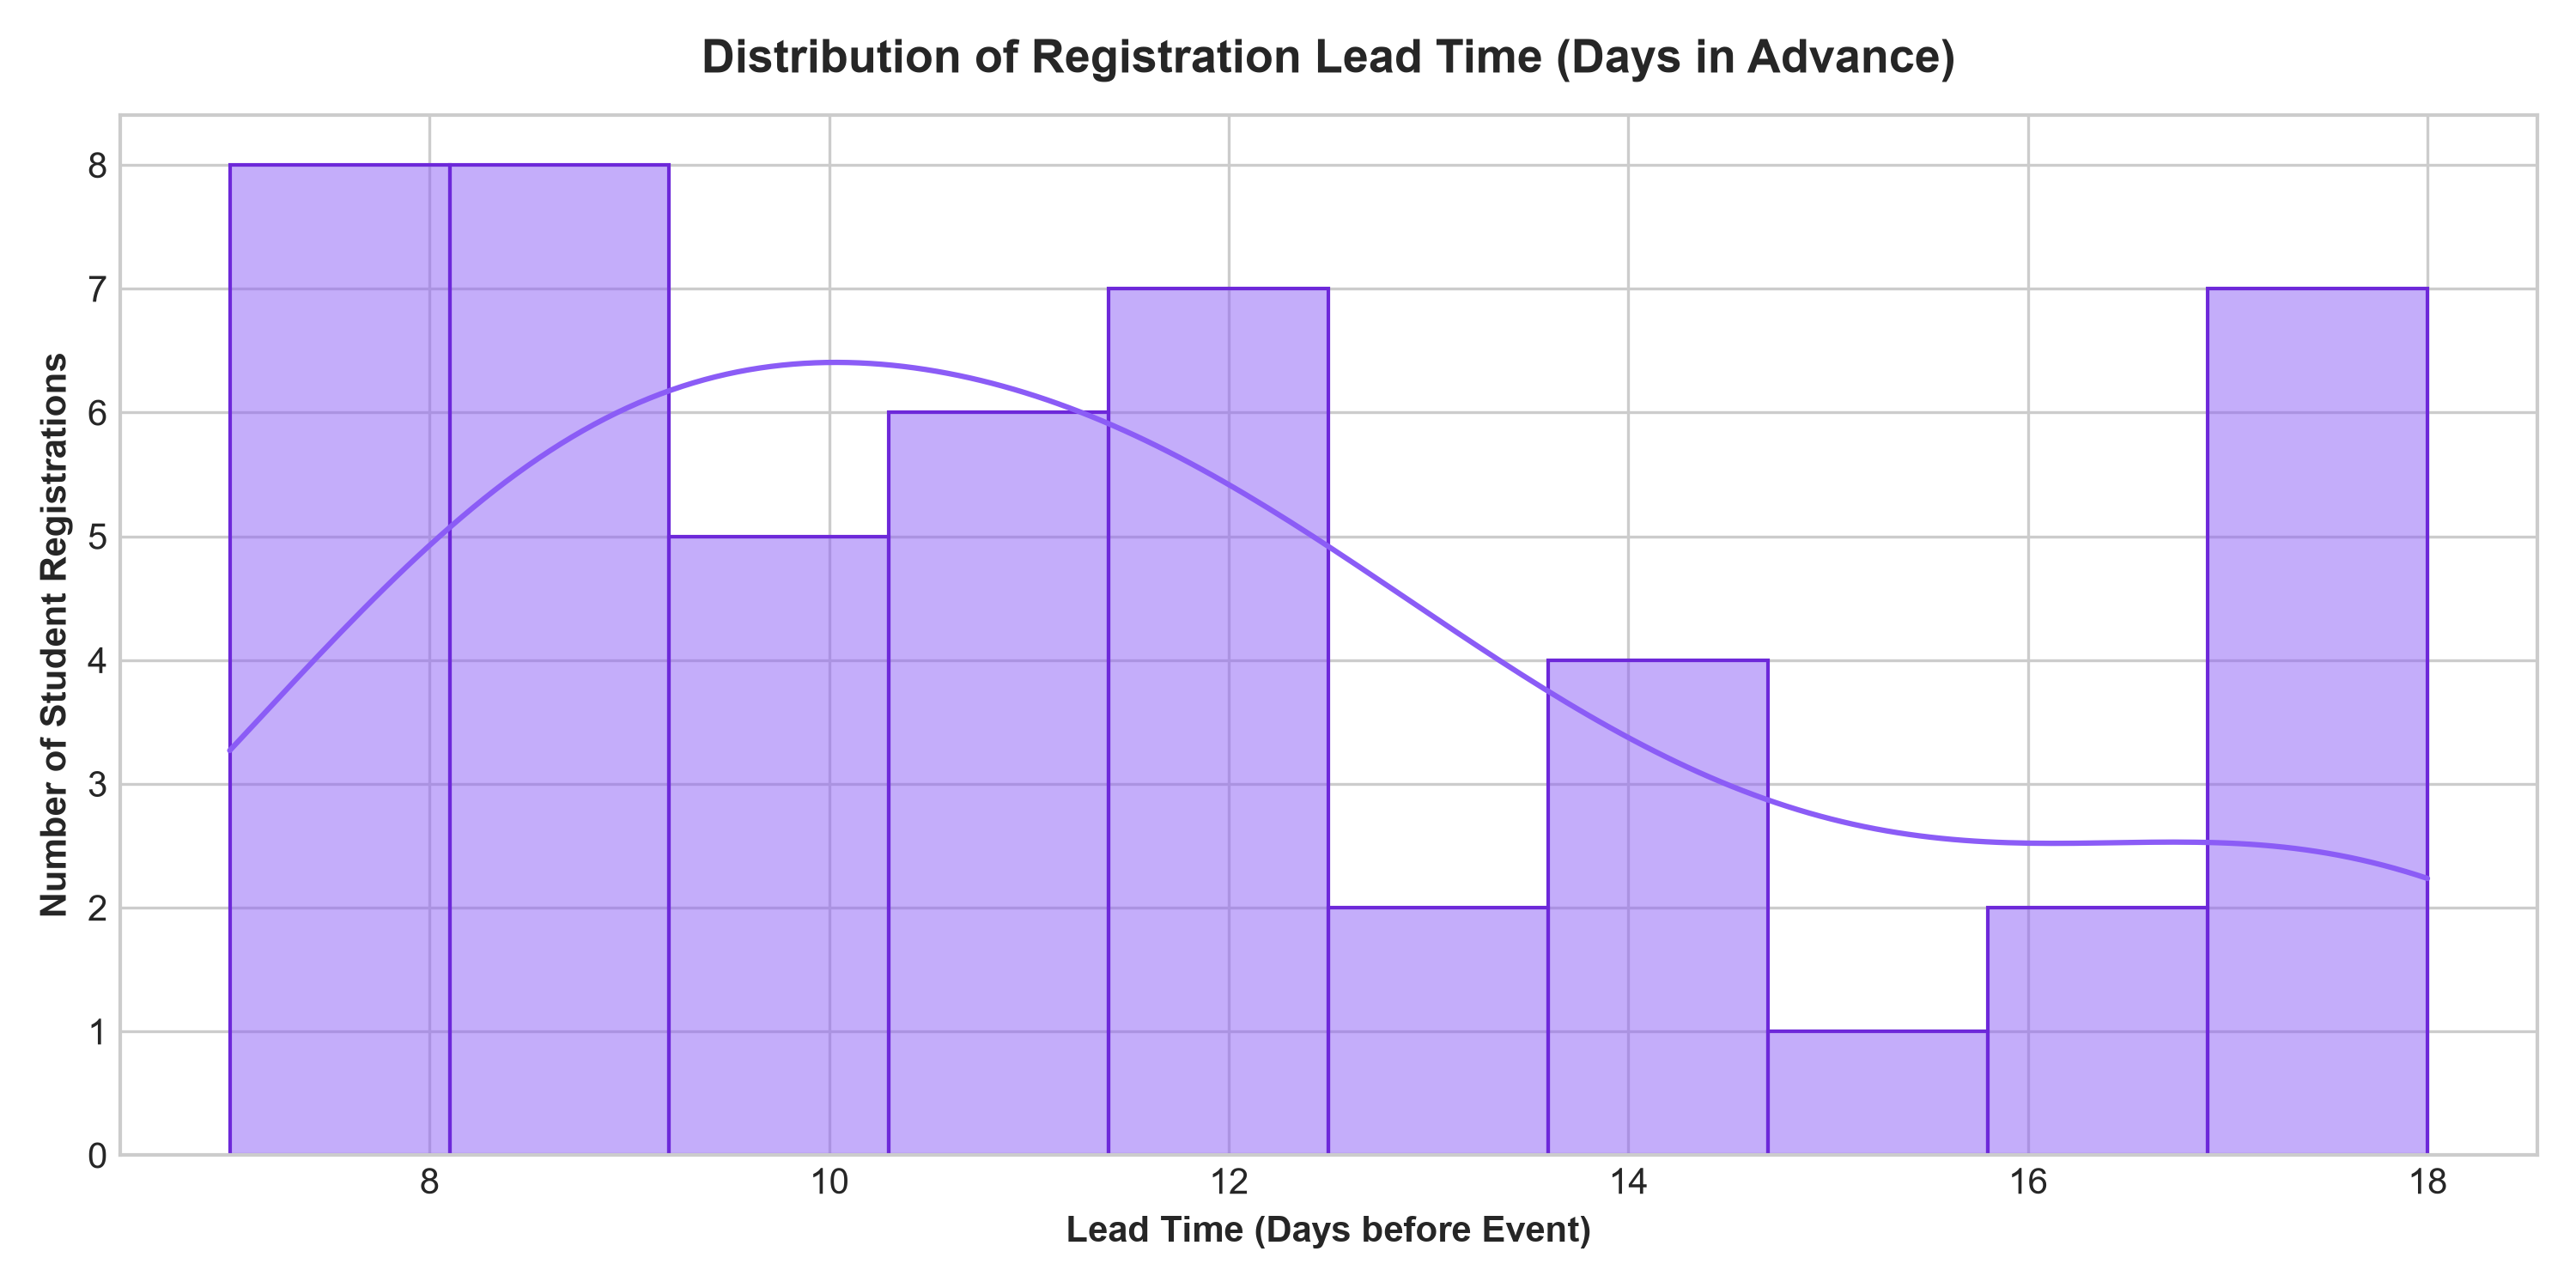 Distribution of Registration Lead Time (Days in Advance)
Number of Student Registrations
8
7
6
5
4
3
2
1
0
8 10 12 14 16 18
Lead Time (Days before Event)